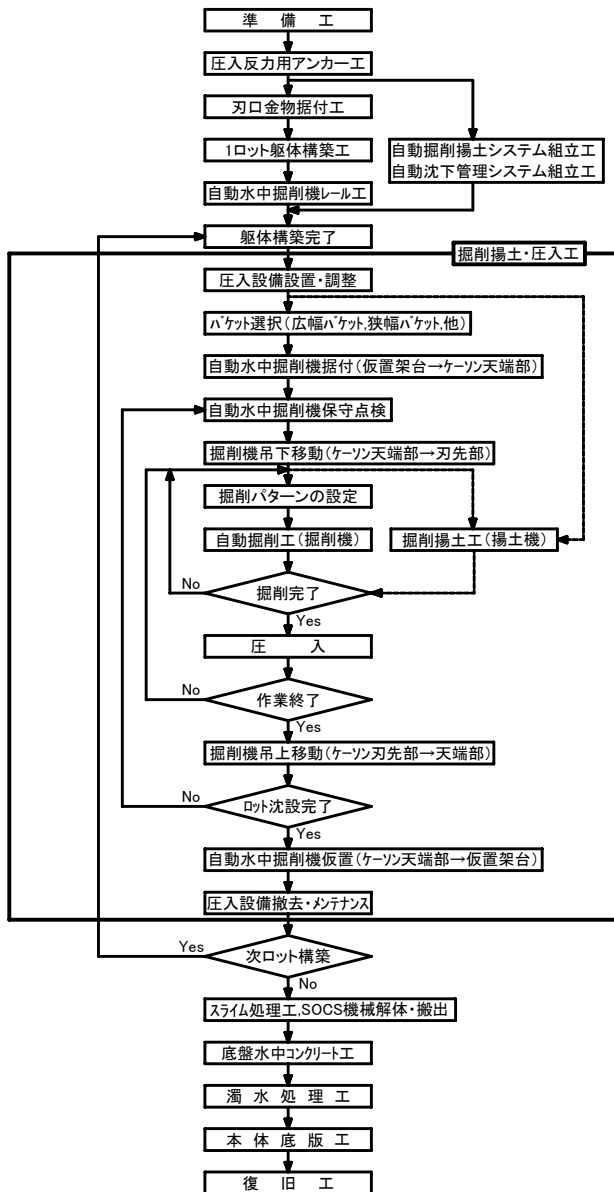 準　備　工
圧入反力用アンカー工
刃口金物据付工
1ロット躯体構築工
自動掘削揚土システム組立工
自動沈下管理システム組立工
自動水中掘削機レール工
躯体構築完了
掘削揚土・圧入工
圧入設備設置・調整
バケット選択(広幅バケット,狭幅バケット,他)
自動水中掘削機据付(仮置架台→ケーソン天端部)
自動水中掘削機保守点検
掘削機吊下移動(ケーソン天端部→刃先部)
掘削パターンの設定
自動掘削工(掘削機)
掘削揚土工(揚土機)
No
掘削完了
Yes
圧　入
No
作業終了
Yes
掘削機吊上移動(ケーソン刃先部→天端部)
No
ロット沈設完了
Yes
自動水中掘削機仮置(ケーソン天端部→仮置架台)
圧入設備撤去・メンテナンス
Yes
次ロット構築
No
スライム処理工,SOCS機械解体・搬出
底盤水中コンクリート工
濁水処理工
本体底版工
復旧工